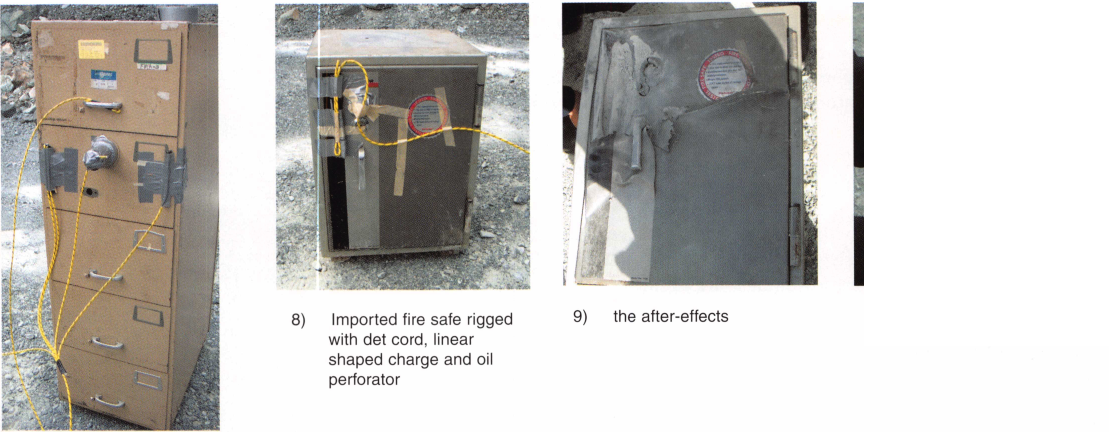 8) Imported fire safe rigged
with det cord, linear
shaped charge and oil
perforator
9) the after-effects